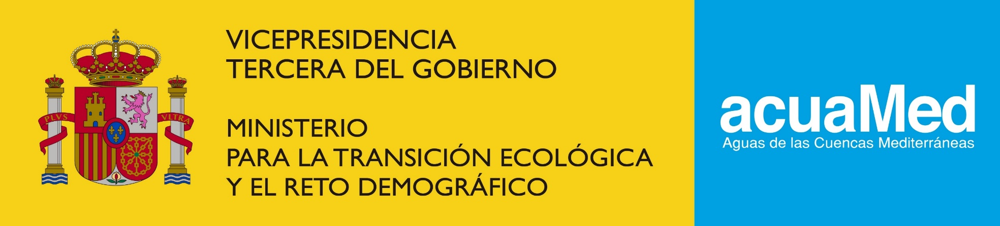 VICEPRESIDENCIA
TERCERA DEL GOBIERNO
MINISTERIO
PARA LA TRANSICIÓN ECOLÓGICA
Y EL RETO DEMOGRÁFICO
PLVS VLTRA
acuaMed
Aguas de las Cuencas Mediterráneas